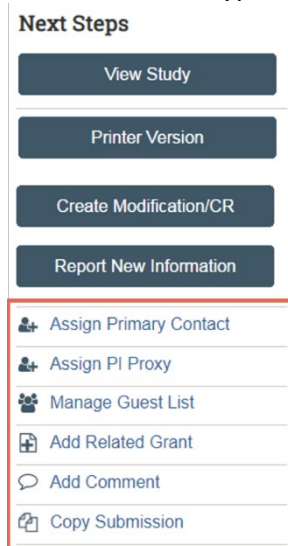 Next Steps
View Study
Printer Version
Create Modification/CR
Report New Information
Assign Primary Contact
Assign PI Proxy
Manage Guest List
Add Related Grant
Add Comment
Copy Submission